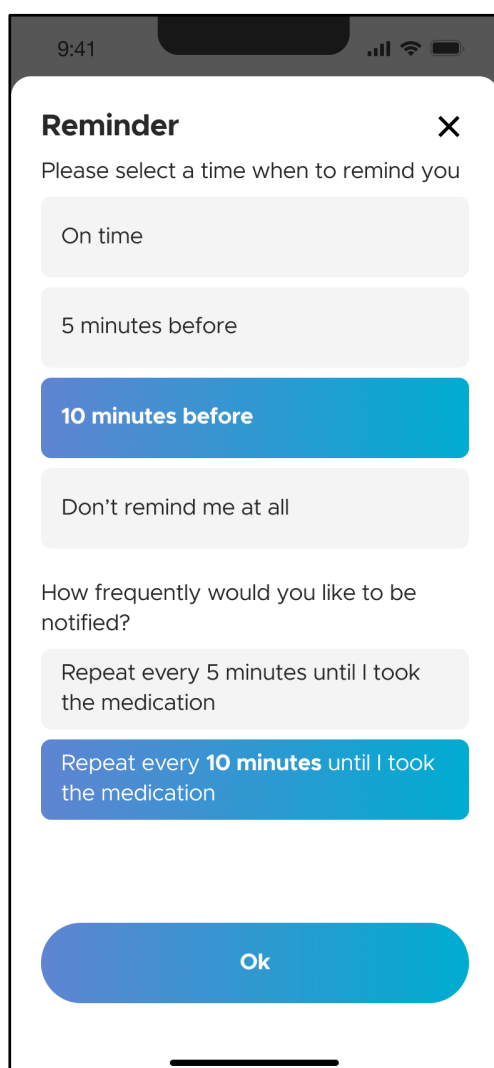 9:41
Reminder
Please select a time when to remind you
On time
5 minutes before
10 minutes before
Don’t remind me at all
How frequently would you like to be
notified?
Repeat every 5 minutes until I took
the medication
Repeat every 10 minutes until I took
the medication
Ok